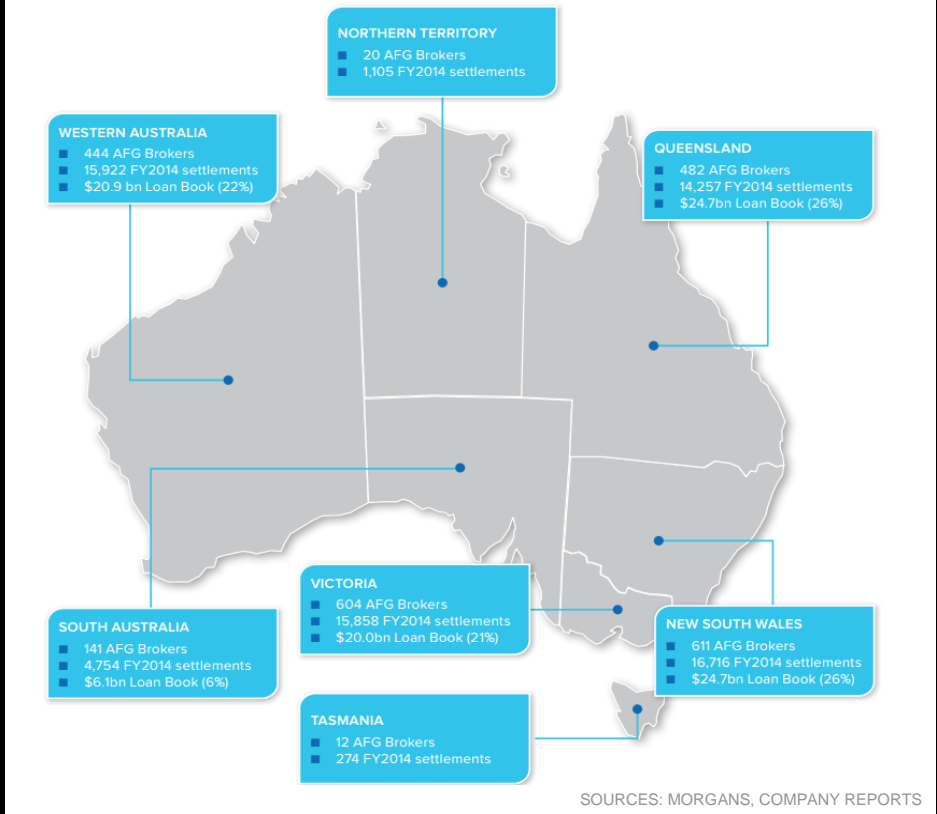 NORTHERN TERRITORY
20 AFG Brokers
1,105 FY2014 settlements
WESTERN AUSTRALIA
444 AFG Brokers
15,922 FY2014 settlements
$20.9 bn Loan Book (22%)
QUEENSLAND
482 AFG Brokers
14,257 FY2014 settlements
$24.7bn Loan Book (26%)
VICTORIA
604 AFG Brokers
15,858 FY2014 settlements
$20.0bn Loan Book (21%)
SOUTH AUSTRALIA
141 AFG Brokers
4,754 FY2014 settlements
$6.1bn Loan Book (6%)
NEW SOUTH WALES
611 AFG Brokers
16,716 FY2014 settlements
$24.7bn Loan Book (26%)
TASMANIA
12 AFG Brokers
274 FY2014 settlements
SOURCES: MORGANS, COMPANY REPORTS